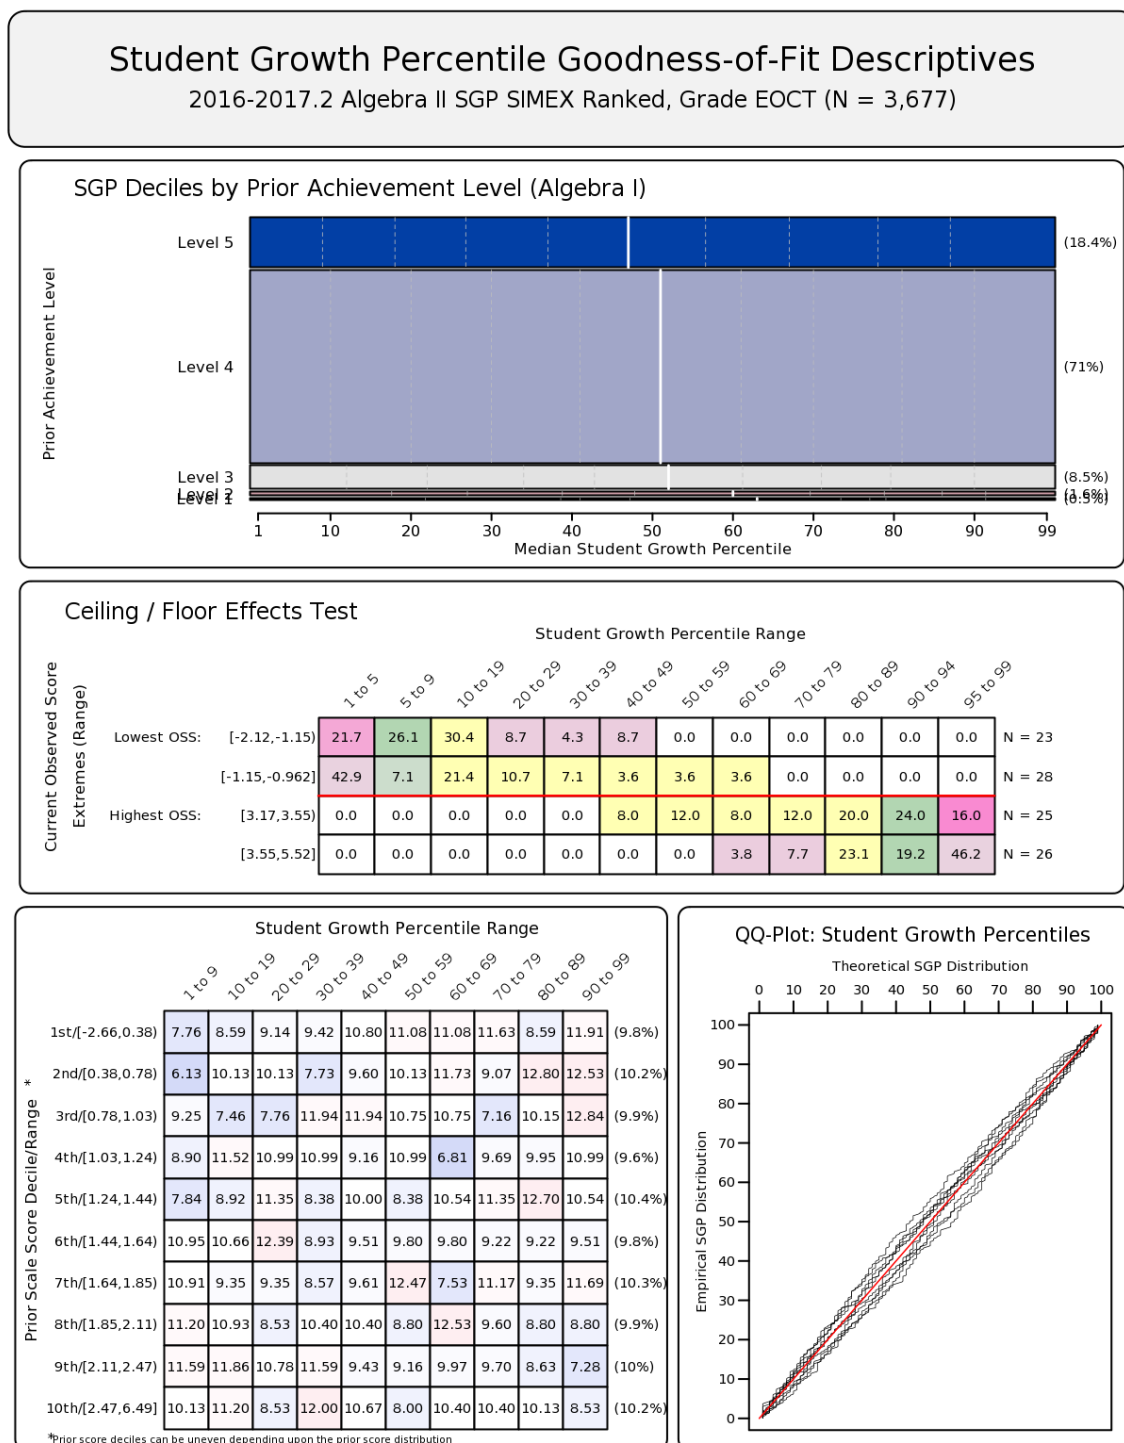 Student Growth Percentile Goodness-of-Fit Descriptives
2016-2017.2 Algebra II SGP SIMEX Ranked, Grade EOCT (N = 3,677)
SGP Deciles by Prior Achievement Level (Algebra I)
Prior Achievement Level
Level 5 (18.4%)
Level 4 (71%)
Level 3 (8.5%)
Level 2 (1.6%)
Level 1 (0.5%)
1 10 20 30 40 50 60 70 80 90 99
Median Student Growth Percentile
Ceiling / Floor Effects Test
Student Growth Percentile Range
Current Observed Score
Extremes (Range)
1 to 5 5 to 9 10 to 19 20 to 29 30 to 39 40 to 49 50 to 59 60 to 69 70 to 79 80 to 89 90 to 94 95 to 99
Lowest OSS: [-2.12,-1.15) 21.7 26.1 30.4 8.7 4.3 8.7 0.0 0.0 0.0 0.0 0.0 0.0 N = 23
[-1.15,-0.962] 42.9 7.1 21.4 10.7 7.1 3.6 3.6 3.6 0.0 0.0 0.0 0.0 N = 28
Highest OSS: [3.17,3.55) 0.0 0.0 0.0 0.0 0.0 8.0 12.0 8.0 12.0 20.0 24.0 16.0 N = 25
[3.55,5.52] 0.0 0.0 0.0 0.0 0.0 0.0 0.0 3.8 7.7 23.1 19.2 46.2 N = 26
Student Growth Percentile Range
Prior Scale Score Decile/Range *
1 to 9 10 to 19 20 to 29 30 to 39 40 to 49 50 to 59 60 to 69 70 to 79 80 to 89 90 to 99
1st/[-2.66,0.38) 7.76 8.59 9.14 9.42 10.80 11.08 11.08 11.63 8.59 11.91 (9.8%)
2nd/[0.38,0.78) 6.13 10.13 10.13 7.73 9.60 10.13 11.73 9.07 12.80 12.53 (10.2%)
3rd/[0.78,1.03) 9.25 7.46 7.76 11.94 11.94 10.75 10.75 7.16 10.15 12.84 (9.9%)
4th/[1.03,1.24) 8.90 11.52 10.99 10.99 9.16 10.99 6.81 9.69 9.95 10.99 (9.6%)
5th/[1.24,1.44) 7.84 8.92 11.35 8.38 10.00 8.38 10.54 11.35 12.70 10.54 (10.4%)
6th/[1.44,1.64) 10.95 10.66 12.39 8.93 9.51 9.80 9.80 9.22 9.22 9.51 (9.8%)
7th/[1.64,1.85) 10.91 9.35 9.35 8.57 9.61 12.47 7.53 11.17 9.35 11.69 (10.3%)
8th/[1.85,2.11) 11.20 10.93 8.53 10.40 10.40 8.80 12.53 9.60 8.80 8.80 (9.9%)
9th/[2.11,2.47) 11.59 11.86 10.78 11.59 9.43 9.16 9.97 9.70 8.63 7.28 (10%)
10th/[2.47,6.49] 10.13 11.20 8.53 12.00 10.67 8.00 10.40 10.40 10.13 8.53 (10.2%)
*Prior score deciles can be uneven depending upon the prior score distribution
QQ-Plot: Student Growth Percentiles
Theoretical SGP Distribution
0 10 20 30 40 50 60 70 80 90 100
Empirical SGP Distribution
100
90
80
70
60
50
40
30
20
10
0